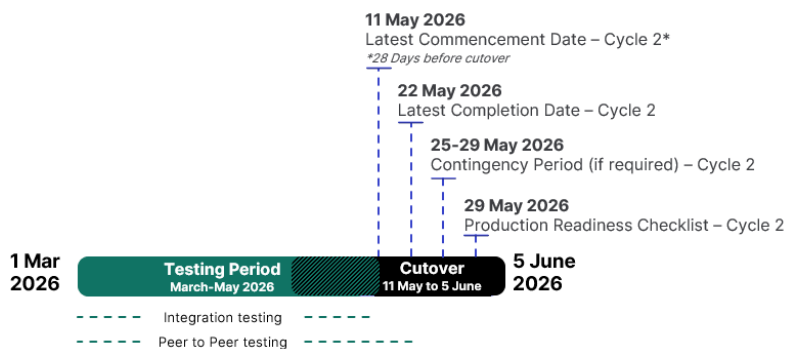 11 May 2026
Latest Commencement Date – Cycle 2*
*28 Days before cutover
22 May 2026
Latest Completion Date – Cycle 2
25-29 May 2026
Contingency Period (if required) – Cycle 2
29 May 2026
Production Readiness Checklist – Cycle 2
1 Mar
2026
Testing Period
March-May 2026
Cutover
11 May to 5 June
5 June
2026
Integration testing
Peer to Peer testing